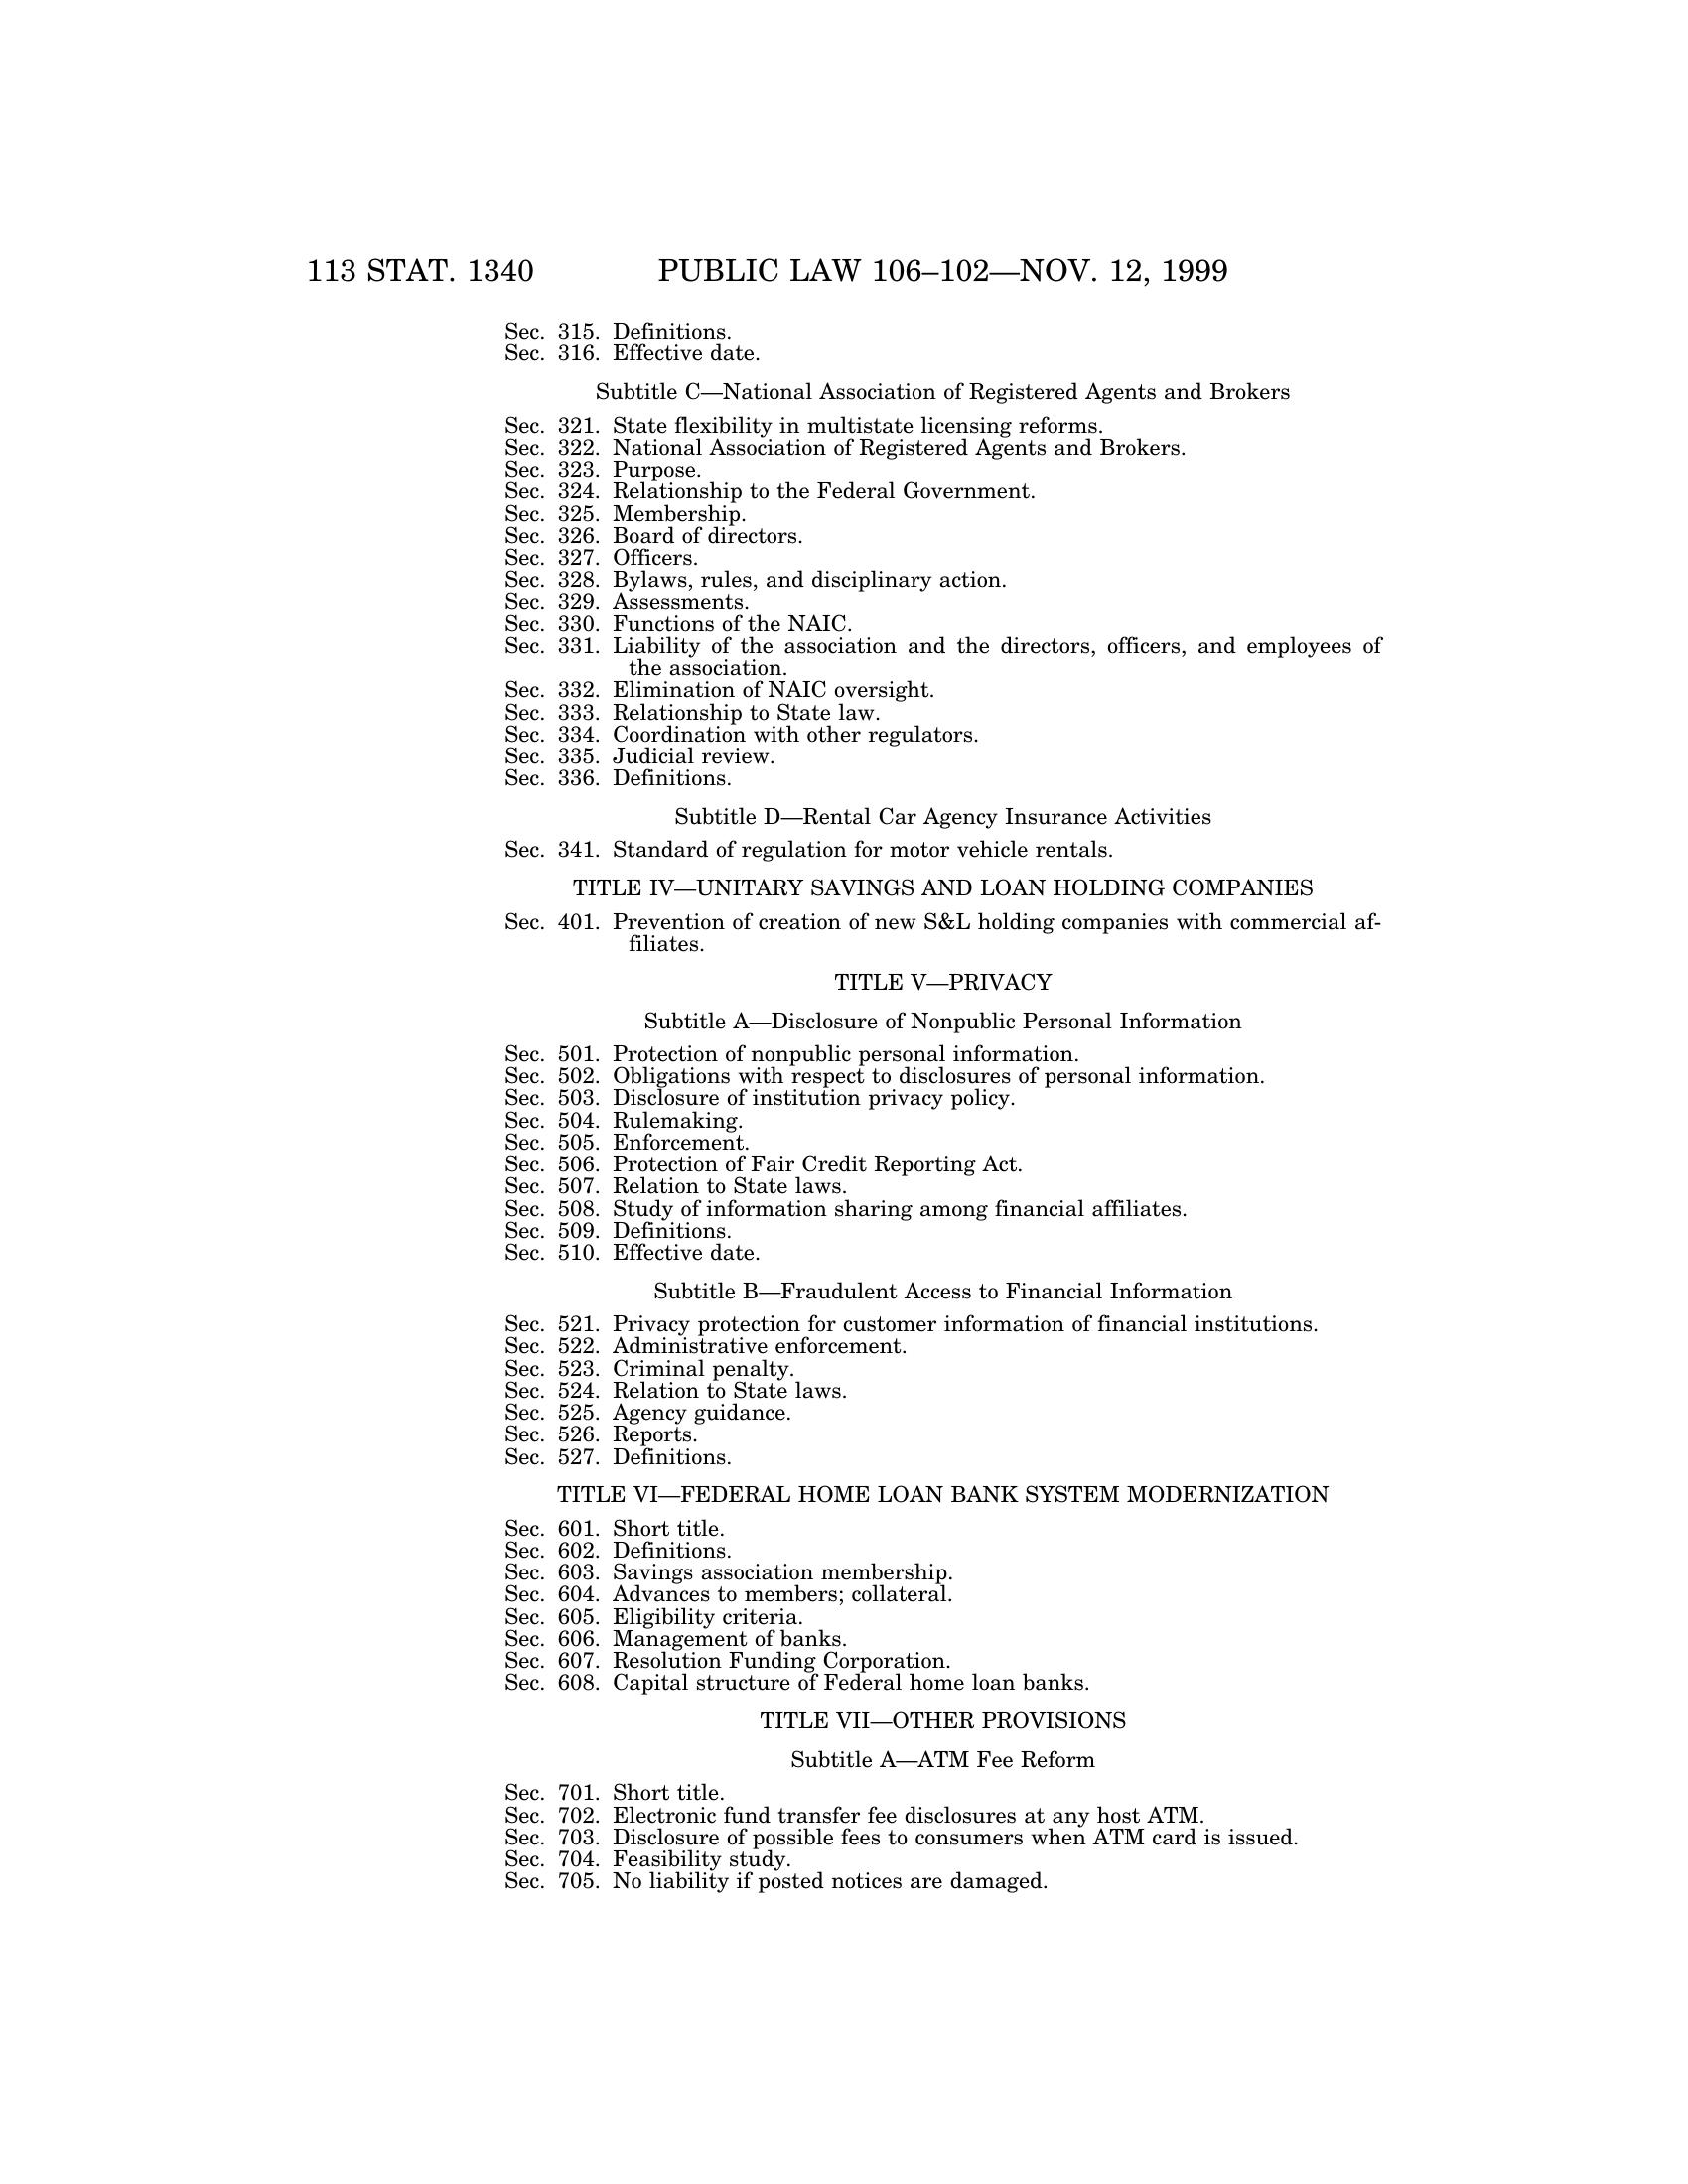 113 STAT. 1340 PUBLIC LAW 106–102—NOV. 12, 1999
Sec. 315. Definitions.
Sec. 316. Effective date.
Subtitle C—National Association of Registered Agents and Brokers
Sec. 321. State flexibility in multistate licensing reforms.
Sec. 322. National Association of Registered Agents and Brokers.
Sec. 323. Purpose.
Sec. 324. Relationship to the Federal Government.
Sec. 325. Membership.
Sec. 326. Board of directors.
Sec. 327. Officers.
Sec. 328. Bylaws, rules, and disciplinary action.
Sec. 329. Assessments.
Sec. 330. Functions of the NAIC.
Sec. 331. Liability of the association and the directors, officers, and employees of
the association.
Sec. 332. Elimination of NAIC oversight.
Sec. 333. Relationship to State law.
Sec. 334. Coordination with other regulators.
Sec. 335. Judicial review.
Sec. 336. Definitions.
Subtitle D—Rental Car Agency Insurance Activities
Sec. 341. Standard of regulation for motor vehicle rentals.
TITLE IV—UNITARY SAVINGS AND LOAN HOLDING COMPANIES
Sec. 401. Prevention of creation of new S&L holding companies with commercial af-
filiates.
TITLE V—PRIVACY
Subtitle A—Disclosure of Nonpublic Personal Information
Sec. 501. Protection of nonpublic personal information.
Sec. 502. Obligations with respect to disclosures of personal information.
Sec. 503. Disclosure of institution privacy policy.
Sec. 504. Rulemaking.
Sec. 505. Enforcement.
Sec. 506. Protection of Fair Credit Reporting Act.
Sec. 507. Relation to State laws.
Sec. 508. Study of information sharing among financial affiliates.
Sec. 509. Definitions.
Sec. 510. Effective date.
Subtitle B—Fraudulent Access to Financial Information
Sec. 521. Privacy protection for customer information of financial institutions.
Sec. 522. Administrative enforcement.
Sec. 523. Criminal penalty.
Sec. 524. Relation to State laws.
Sec. 525. Agency guidance.
Sec. 526. Reports.
Sec. 527. Definitions.
TITLE VI—FEDERAL HOME LOAN BANK SYSTEM MODERNIZATION
Sec. 601. Short title.
Sec. 602. Definitions.
Sec. 603. Savings association membership.
Sec. 604. Advances to members; collateral.
Sec. 605. Eligibility criteria.
Sec. 606. Management of banks.
Sec. 607. Resolution Funding Corporation.
Sec. 608. Capital structure of Federal home loan banks.
TITLE VII—OTHER PROVISIONS
Subtitle A—ATM Fee Reform
Sec. 701. Short title.
Sec. 702. Electronic fund transfer fee disclosures at any host ATM.
Sec. 703. Disclosure of possible fees to consumers when ATM card is issued.
Sec. 704. Feasibility study.
Sec. 705. No liability if posted notices are damaged.